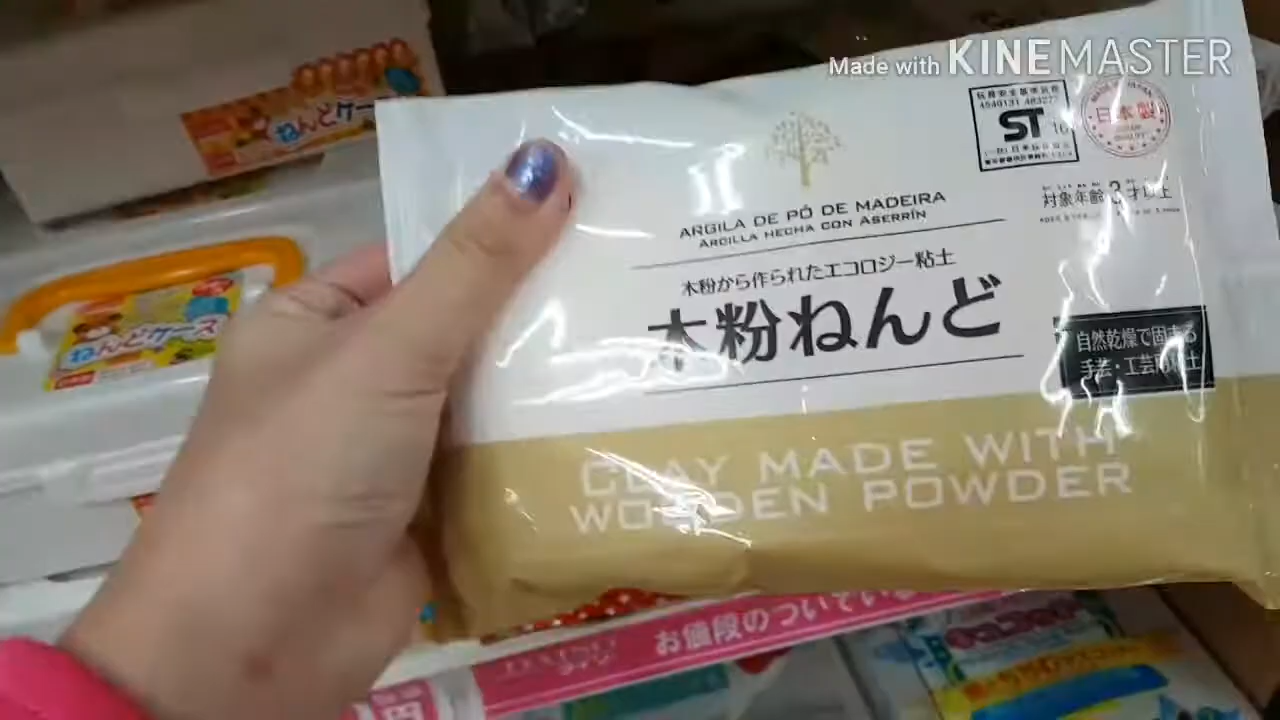 Made with KINEMASTER
ねんどケー
ねんどケース
4540131 483277
ST
日本製
対象年齢3才以上
ARGILA DE PÓ DE MADEIRA
ARCILLA HECHA CON ASERRÍN
木粉から作られたエコロジー粘土
木粉ねんど
自然乾燥で固まる
手芸・工芸用粘土
CLAY MADE WITH
WOODEN POWDER
お値段のついてい
円